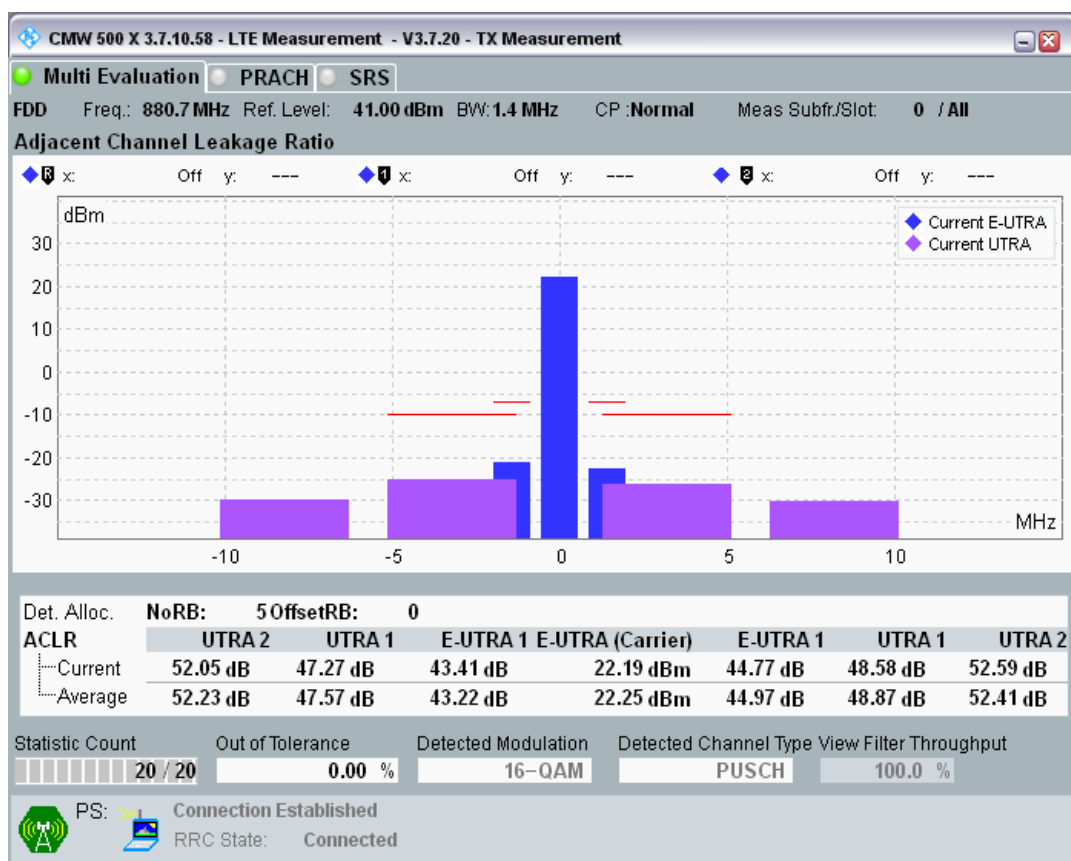 CMW 500 X 3.7.10.58 - LTE Measurement - V3.7.20 - TX Measurement
Multi Evaluation PRACH SRS
FDD Freq.: 880.7 MHz Ref. Level: 41.00 dBm BW: 1.4 MHz CP :Normal Meas Subfr./Slot: 0 / All
Adjacent Channel Leakage Ratio
R x: Off y: --- 1 x: Off y: --- 2 x: Off y: ---
dBm
Current E-UTRA
Current UTRA
30
20
10
0
-10
-20
-30
MHz
-10 -5 0 5 10
Det. Alloc. NoRB: 5 OffsetRB: 0
ACLR UTRA 2 UTRA 1 E-UTRA 1 E-UTRA (Carrier) E-UTRA 1 UTRA 1 UTRA 2
Current 52.05 dB 47.27 dB 43.41 dB 22.19 dBm 44.77 dB 48.58 dB 52.59 dB
Average 52.23 dB 47.57 dB 43.22 dB 22.25 dBm 44.97 dB 48.87 dB 52.41 dB
Statistic Count Out of Tolerance Detected Modulation Detected Channel Type View Filter Throughput
20 / 20 0.00 % 16-QAM PUSCH 100.0 %
PS: Connection Established
RRC State: Connected